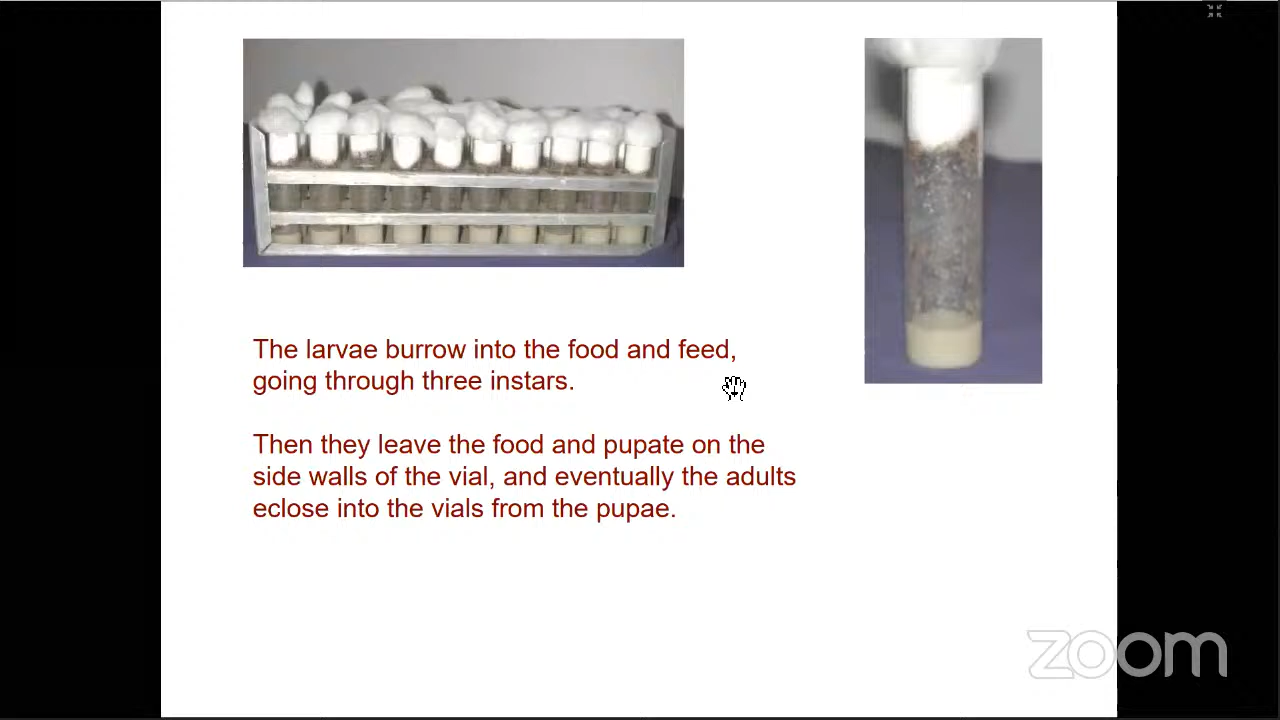 The larvae burrow into the food and feed,
going through three instars.
Then they leave the food and pupate on the
side walls of the vial, and eventually the adults
eclose into the vials from the pupae.
zoom